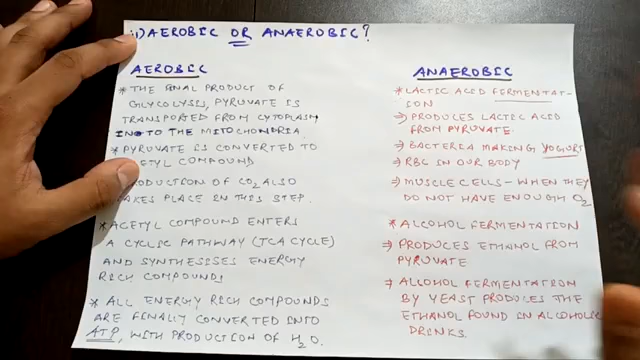 1) AEROBIC OR ANAEROBIC?
AEROBIC
* THE FINAL PRODUCT OF
GLYCOLYSIS, PYRUVATE IS
TRANSPORTED FROM CYTOPLASM
INTO THE MITOCHONDRIA.
* PYRUVATE IS CONVERTED TO
ACETYL COMPOUND
PRODUCTION OF CO2 ALSO
TAKES PLACE IN THIS STEP.
* ACETYL COMPOUND ENTERS
A CYCLIC PATHWAY (TCA CYCLE)
AND SYNTHESISES ENERGY
RICH COMPOUNDS
* ALL ENERGY RICH COMPOUNDS
ARE FINALLY CONVERTED INTO
ATP, WITH PRODUCTION OF H2O.
ANAEROBIC
* LACTIC ACID FERMENTAT-
ION
⇒ PRODUCES LACTIC ACID
FROM PYRUVATE.
⇒ BACTERIA MAKING YOGURT
⇒ RBC IN OUR BODY
⇒ MUSCLE CELLS - WHEN THEY
DO NOT HAVE ENOUGH O2
* ALCOHOL FERMENTATION
⇒ PRODUCES ETHANOL FROM
PYRUVATE
⇒ ALCOHOL FERMENTATION
BY YEAST PRODUCES THE
ETHANOL FOUND IN ALCOHOLIC
DRINKS.